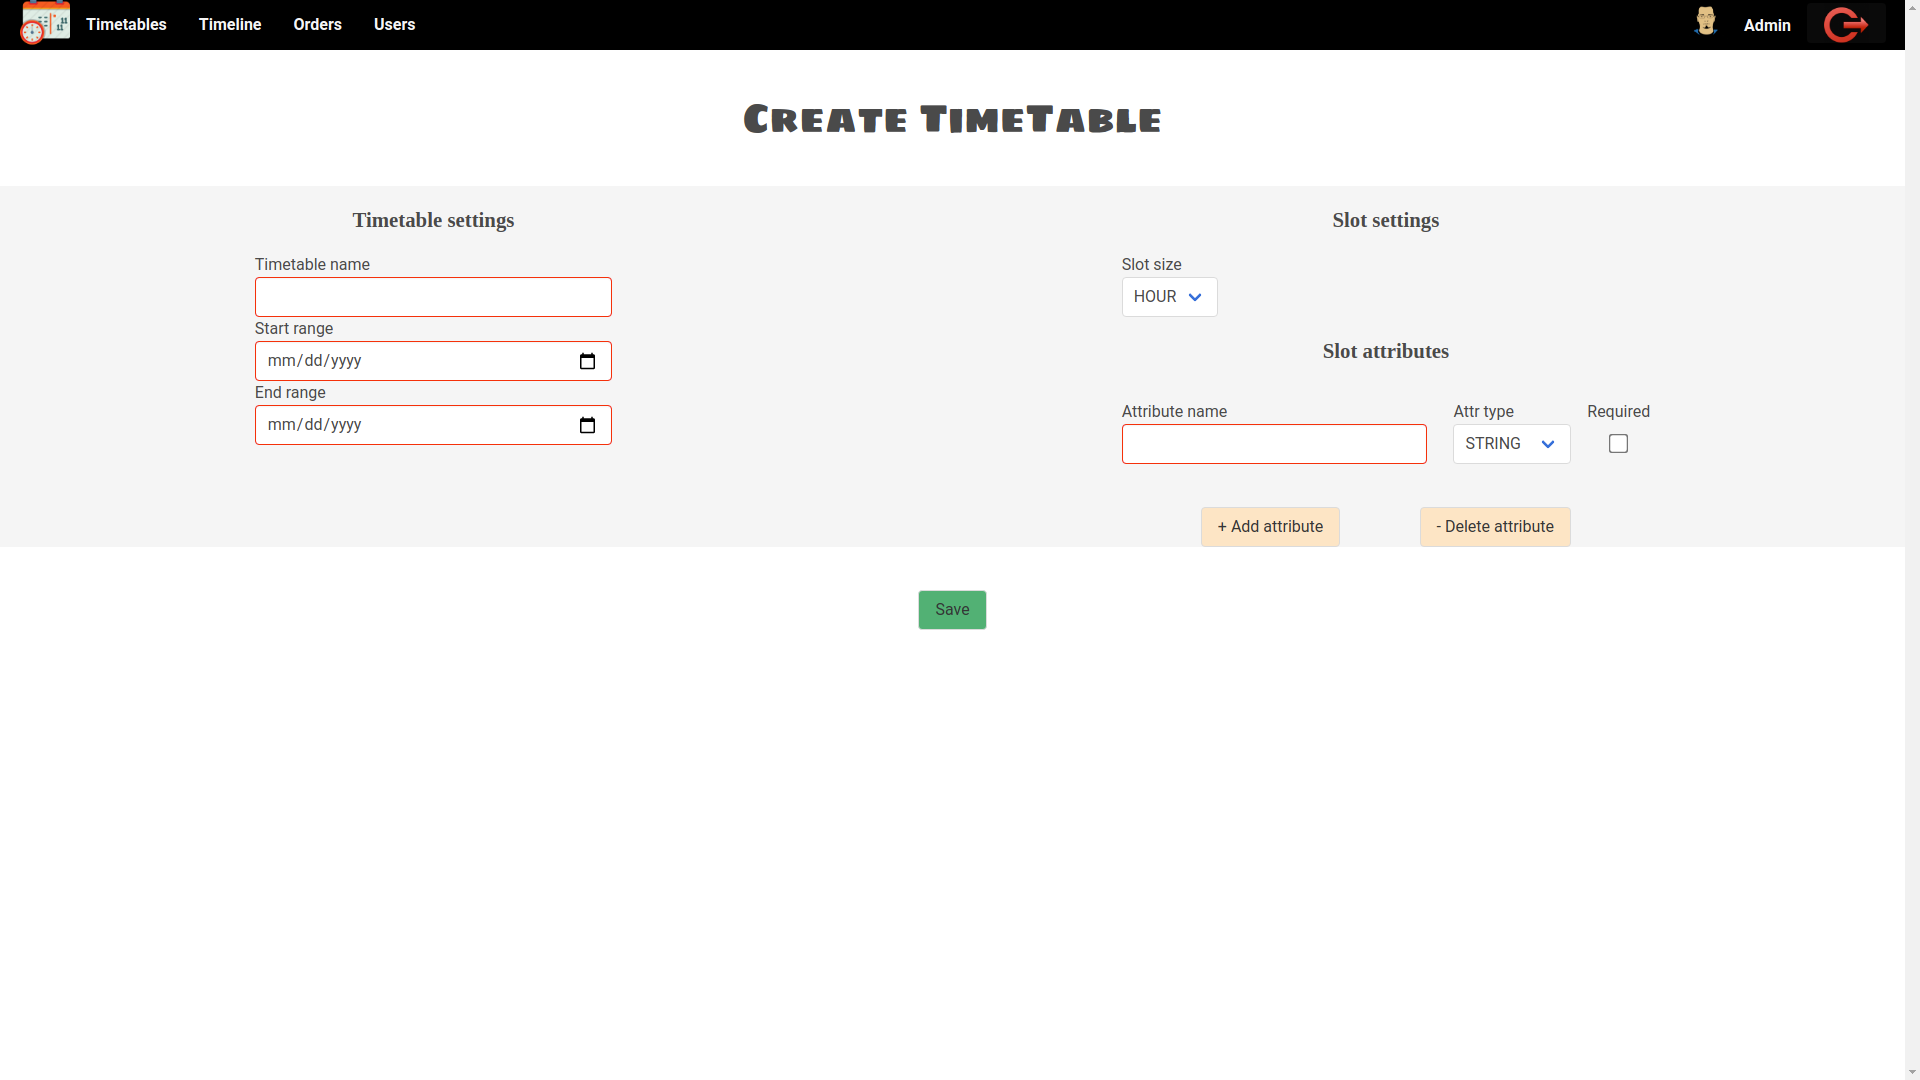 Timetables Timeline Orders Users Admin
CREATE TIMETABLE
Timetable settings
Timetable name
Start range
mm/dd/yyyy
End range
mm/dd/yyyy
Slot settings
Slot size
HOUR
Slot attributes
Attribute name Attr type Required
STRING
+ Add attribute - Delete attribute
Save